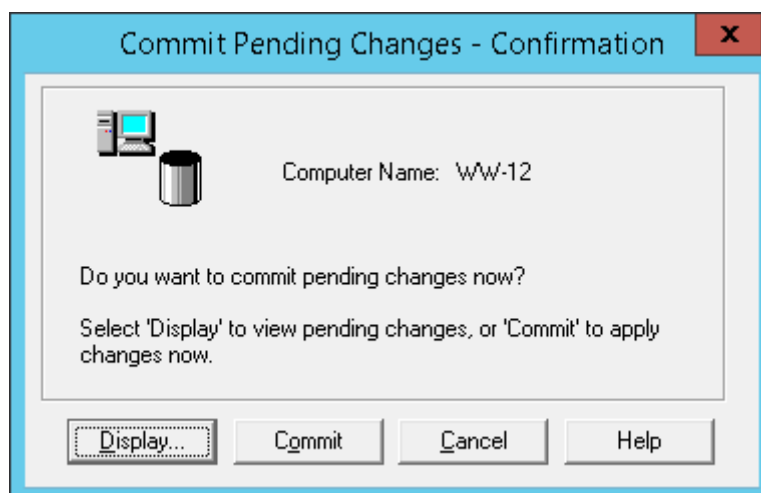 Commit Pending Changes - Confirmation
x
Computer Name: WW-12
Do you want to commit pending changes now?
Select 'Display' to view pending changes, or 'Commit' to apply
changes now.
Display... Commit Cancel Help